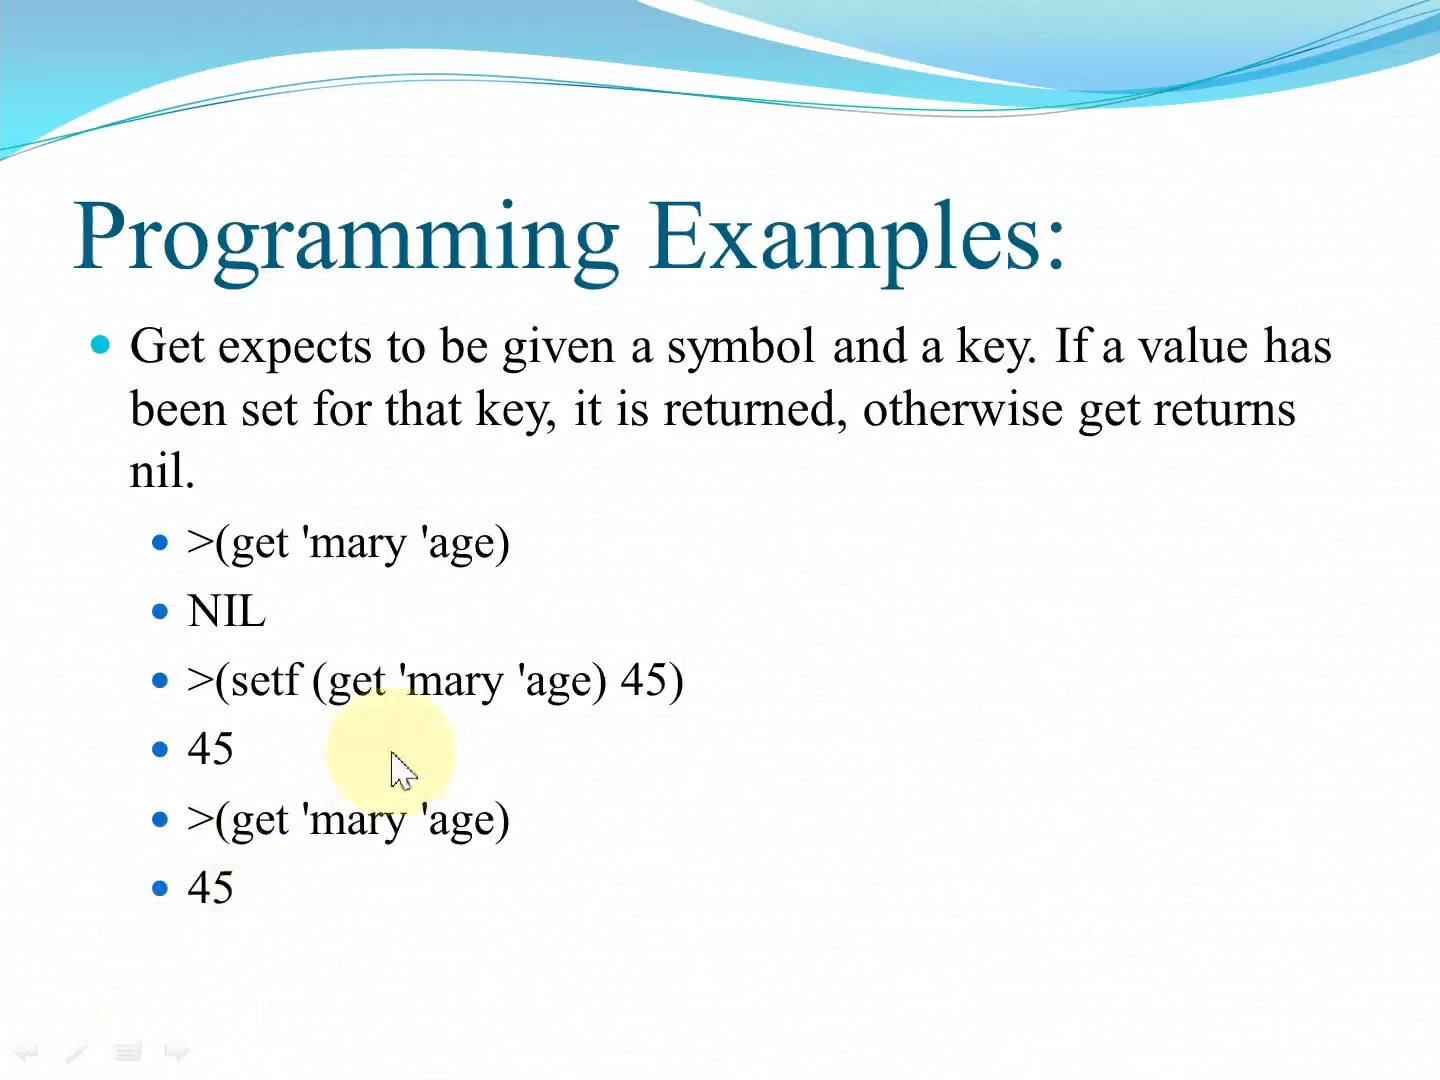 Programming Examples:
Get expects to be given a symbol and a key. If a value has
been set for that key, it is returned, otherwise get returns
nil.
>(get 'mary 'age)
NIL
>(setf (get 'mary 'age) 45)
45
>(get 'mary 'age)
45